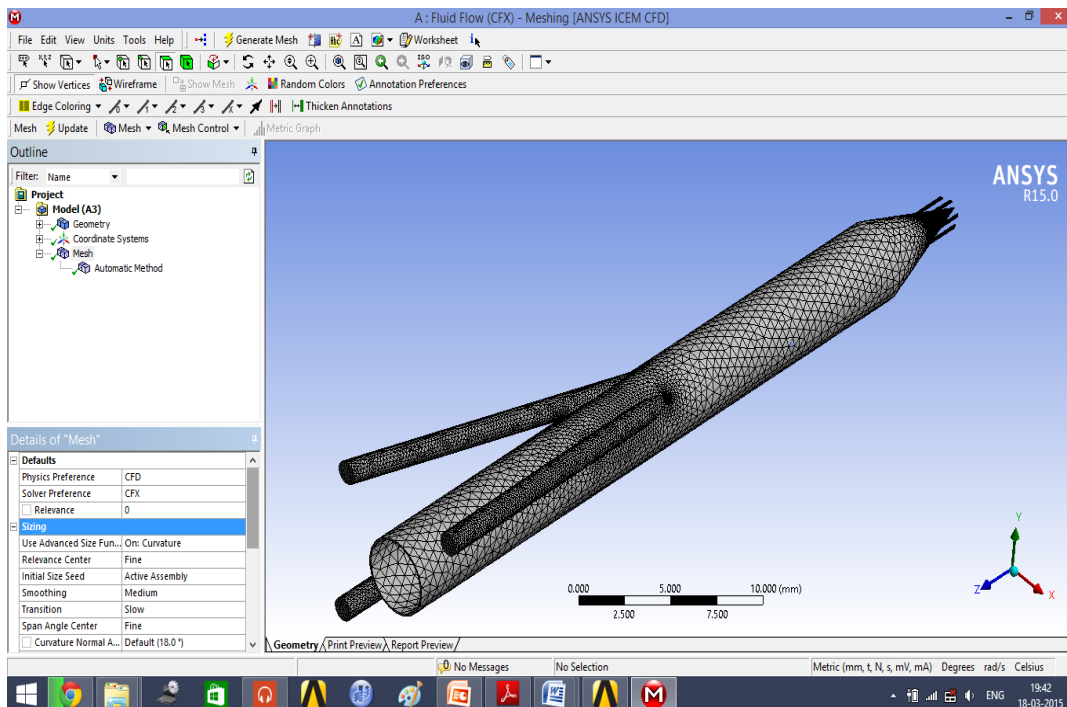 A : Fluid Flow (CFX) - Meshing [ANSYS ICEM CFD]
File Edit View Units Tools Help Generate Mesh A Worksheet
ISO
Show Vertices Wireframe Show Mesh Random Colors Annotation Preferences
Edge Coloring Thicken Annotations
Mesh Update Mesh Mesh Control Metric Graph
Outline
Filter: Name
Project
Model (A3)
Geometry
Coordinate Systems
Mesh
Automatic Method
ANSYS
R15.0
Details of "Mesh"
Defaults
Physics Preference CFD
Solver Preference CFX
Relevance 0
Sizing
Use Advanced Size Fun... On: Curvature
Relevance Center Fine
Initial Size Seed Active Assembly
Smoothing Medium
Transition Slow
Span Angle Center Fine
Curvature Normal A... Default (18.0 °)
0.000 5.000 10.000 (mm)
2.500 7.500
Y
Z X
Geometry Print Preview Report Preview
0 No Messages No Selection Metric (mm, t, N, s, mV, mA) Degrees rad/s Celsius
ENG 19:42
18-03-2015